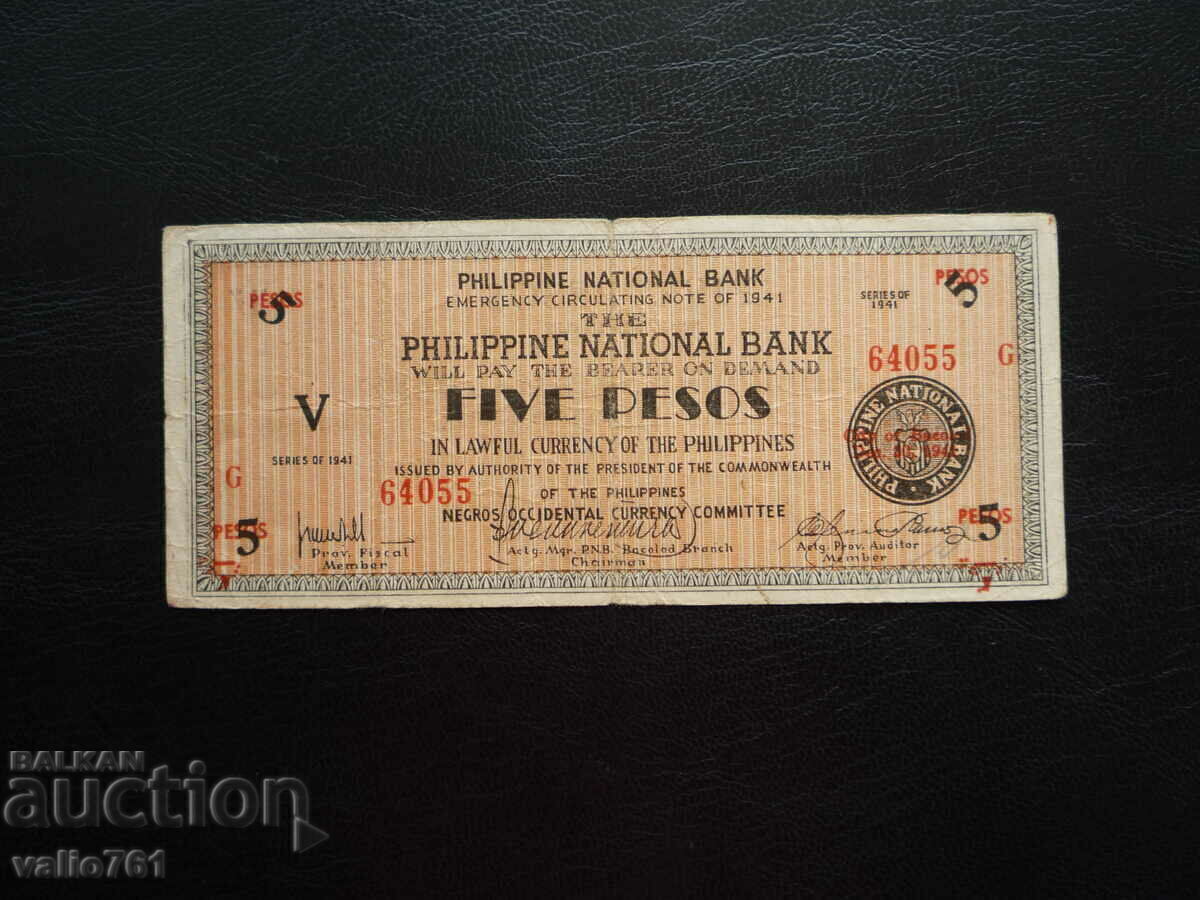 PHILIPPINE NATIONAL BANK
EMERGENCY CIRCULATING NOTE OF 1941
THE
PHILIPPINE NATIONAL BANK
WILL PAY THE BEARER ON DEMAND
FIVE PESOS
IN LAWFUL CURRENCY OF THE PHILIPPINES
ISSUED BY AUTHORITY OF THE PRESIDENT OF THE COMMONWEALTH
OF THE PHILIPPINES
NEGROS OCCIDENTAL CURRENCY COMMITTEE
PESOS
5
PESOS
5
SERIES OF
1941
64055 G
V
SERIES OF 1941
G
64055
PHILIPPINE NATIONAL BANK
City of
1941
PESOS
5
PESOS
5
Prov. Fiscal
Member
Actg. Mgr. P.N.B. Bacolod Branch
Chairman
Actg. Prov. Auditor
Member
BALKAN
auction
valio761